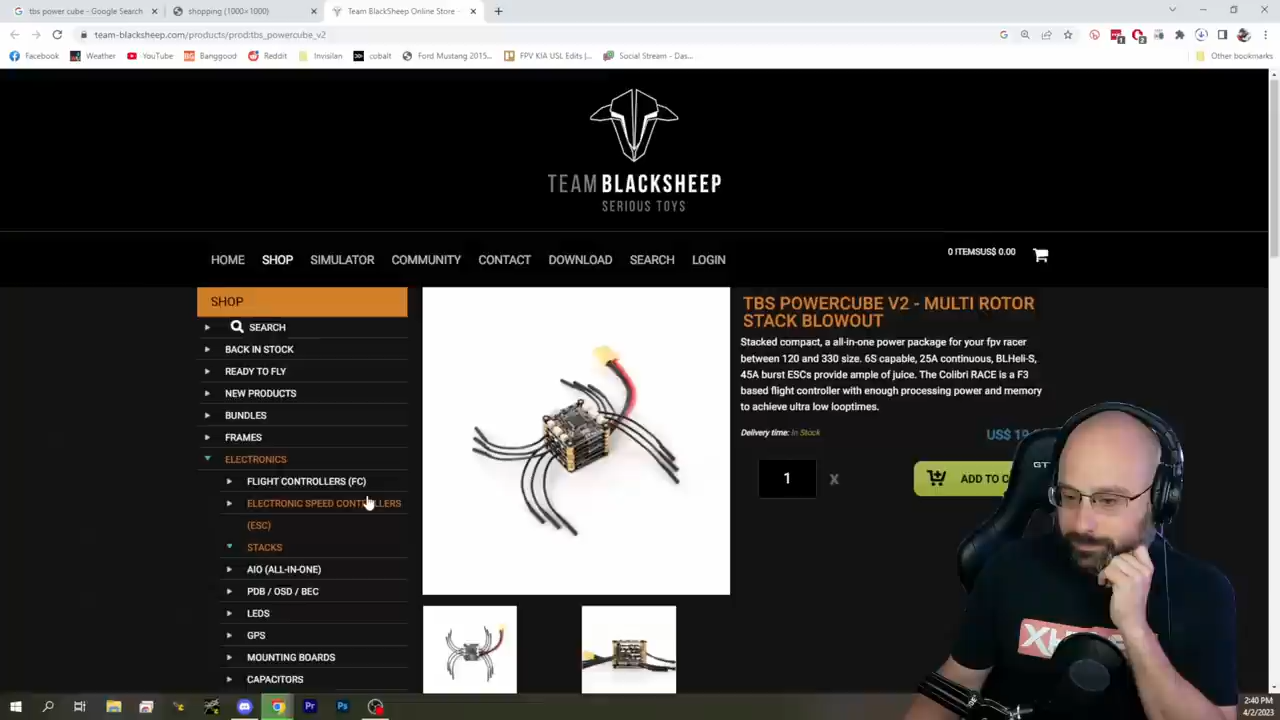 tbs power cube - Google Search
shopping (1000×1000)
Team BlackSheep Online Store -
team-blacksheep.com/products/prod:tbs_powercube_v2
Facebook
Weather
YouTube
Banggood
Reddit
Invisilan
cobalt
Ford Mustang 2015...
FPV KIA USL Edits |...
Social Stream - Das...
Other bookmarks
TEAM BLACKSHEEP
SERIOUS TOYS
HOME
SHOP
SIMULATOR
COMMUNITY
CONTACT
DOWNLOAD
SEARCH
LOGIN
0 ITEMSUS$ 0.00
SHOP
SEARCH
BACK IN STOCK
READY TO FLY
NEW PRODUCTS
BUNDLES
FRAMES
ELECTRONICS
FLIGHT CONTROLLERS (FC)
ELECTRONIC SPEED CONTROLLERS
(ESC)
STACKS
AIO (ALL-IN-ONE)
PDB / OSD / BEC
LEDS
GPS
MOUNTING BOARDS
CAPACITORS
TBS POWERCUBE V2 - MULTI ROTOR
STACK BLOWOUT
Stacked compact, a all-in-one power package for your fpv racer
between 120 and 330 size. 6S capable, 25A continuous, BLHeli-S,
45A burst ESCs provide ample of juice. The Colibri RACE is a F3
based flight controller with enough processing power and memory
to achieve ultra low looptimes.
Delivery time: In Stock
US$ 19
1
x
ADD TO C
GT
2:40 PM
4/2/2023